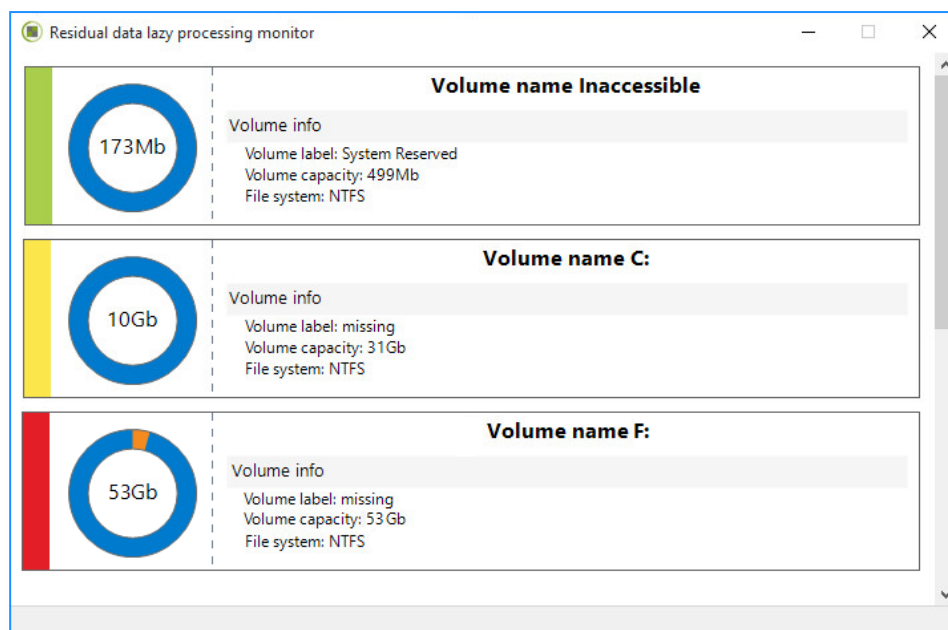 Residual data lazy processing monitor
Volume name Inaccessible
173Mb
Volume info
Volume label: System Reserved
Volume capacity: 499Mb
File system: NTFS
Volume name C:
10Gb
Volume info
Volume label: missing
Volume capacity: 31Gb
File system: NTFS
Volume name F:
53Gb
Volume info
Volume label: missing
Volume capacity: 53Gb
File system: NTFS